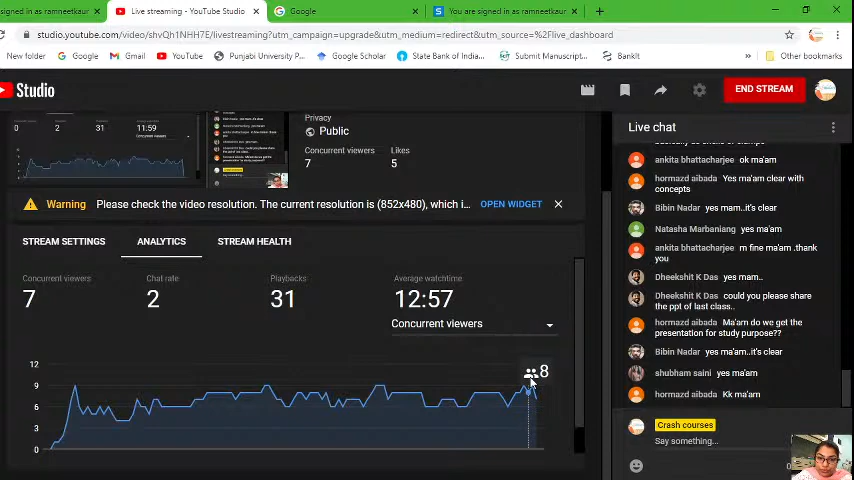 signed in as ramneetkaur
Live streaming - YouTube Studio
Google
You are signed in as ramneetkaur
studio.youtube.com/video/shvQh1NHH7E/livestreaming?utm_campaign=upgrade&utm_medium=redirect&utm_source=%2Flive_dashboard
New folder
Google
Gmail
YouTube
Punjabi University P...
Google Scholar
State Bank of Indi...
Submit Manuscript...
BankIt
Other bookmarks
Studio
END STREAM
0 2 31 11:59
Privacy
Public
Concurrent viewers
7
Likes
5
Warning Please check the video resolution. The current resolution is (852x480), which i...
OPEN WIDGET
STREAM SETTINGS
ANALYTICS
STREAM HEALTH
Concurrent viewers
7
Chat rate
2
Playbacks
31
Average watchtime
12:57
Concurrent viewers
8
12
9
6
3
0
Live chat
ankita bhattacharjee ok ma'am
hormazd aibada Yes ma'am clear with
concepts
Bibin Nadar yes mam..it's clear
Natasha Marbaniang yes ma'am
ankita bhattacharjee m fine ma'am .thank
you
Dheekshit K Das yes mam..
Dheekshit K Das could you please share
the ppt of last class..
hormazd aibada Ma'am do we get the
presentation for study purpose??
Bibin Nadar yes ma'am..it's clear
shubham saini yes ma'am
hormazd aibada Kk ma'am
Crash courses
Say something...